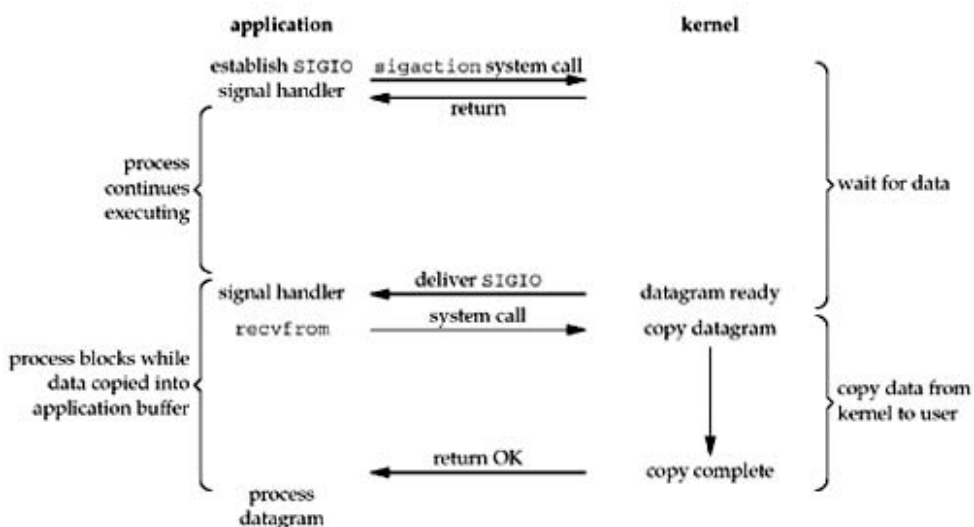 application kernel
establish SIGIO sigaction system call
signal handler
return
process
continues
executing
wait for data
deliver SIGIO
signal handler datagram ready
system call
recvfrom copy datagram
process blocks while
data copied into
application buffer
copy data from
kernel to user
return OK
copy complete
process
datagram